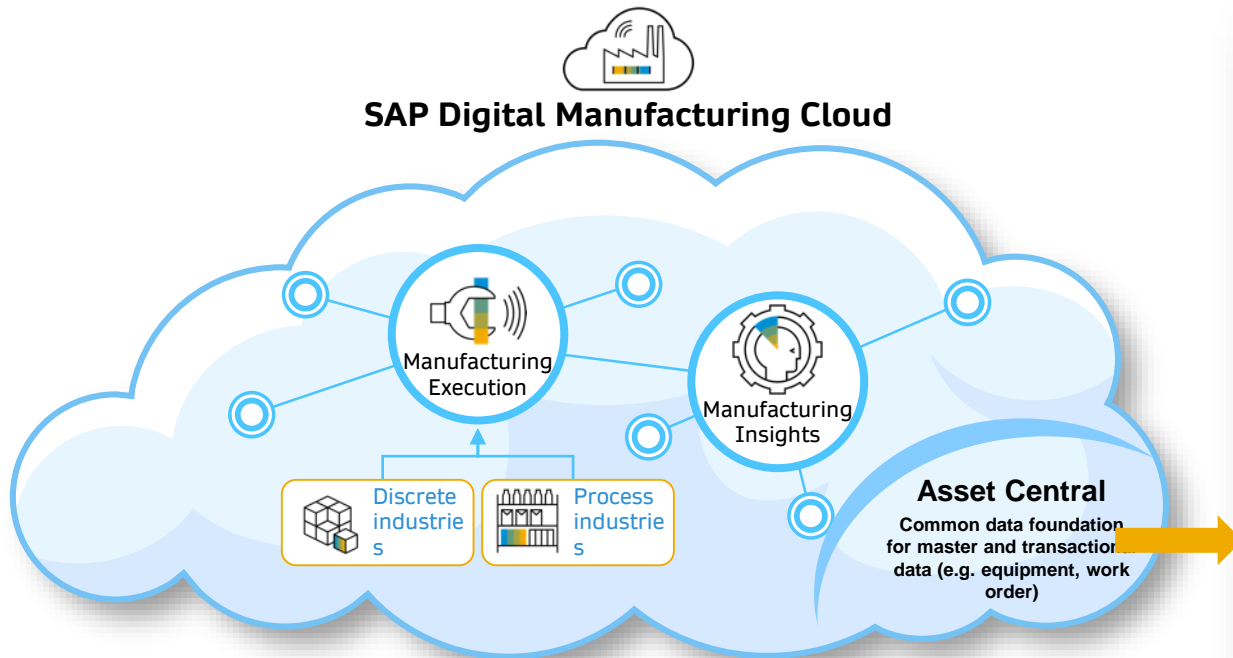 SAP Digital Manufacturing Cloud
Manufacturing
Execution
Manufacturing
Insights
Discrete
industrie
s
Process
industrie
s
Asset Central
Common data foundation
for master and transactional
data (e.g. equipment, work
order)